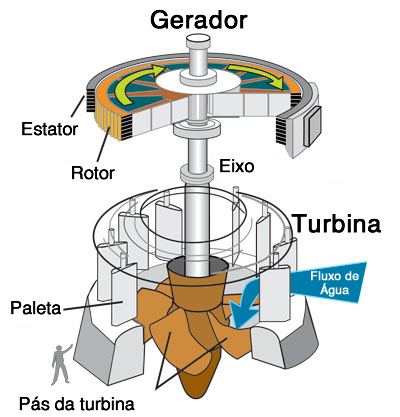 Gerador
Estator
Rotor
Eixo
Turbina
Fluxo de
Água
Paleta
Pás da turbina